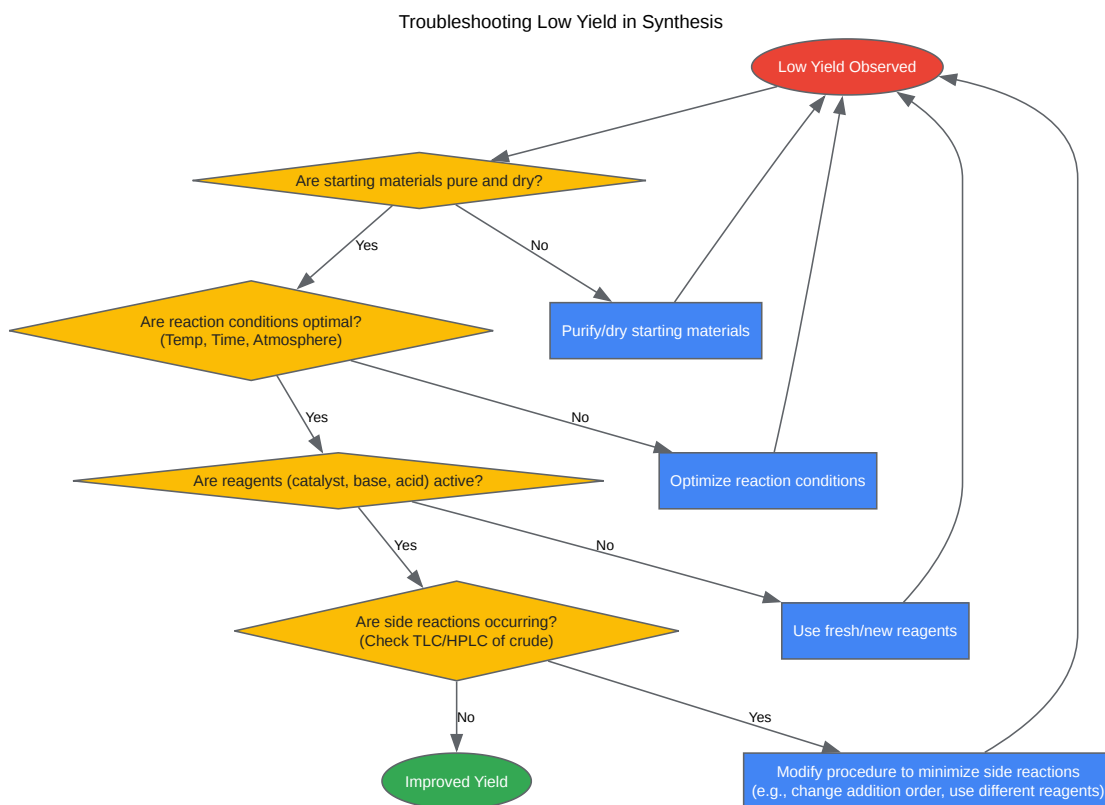 Troubleshooting Low Yield in Synthesis
Low Yield Observed
Are starting materials pure and dry?
Yes
No
Are reaction conditions optimal?
(Temp, Time, Atmosphere)
Purify/dry starting materials
Yes
No
Are reagents (catalyst, base, acid) active?
Optimize reaction conditions
Yes
No
Are side reactions occurring?
(Check TLC/HPLC of crude)
Use fresh/new reagents
No
Yes
Improved Yield
Modify procedure to minimize side reactions
(e.g., change addition order, use different reagents)